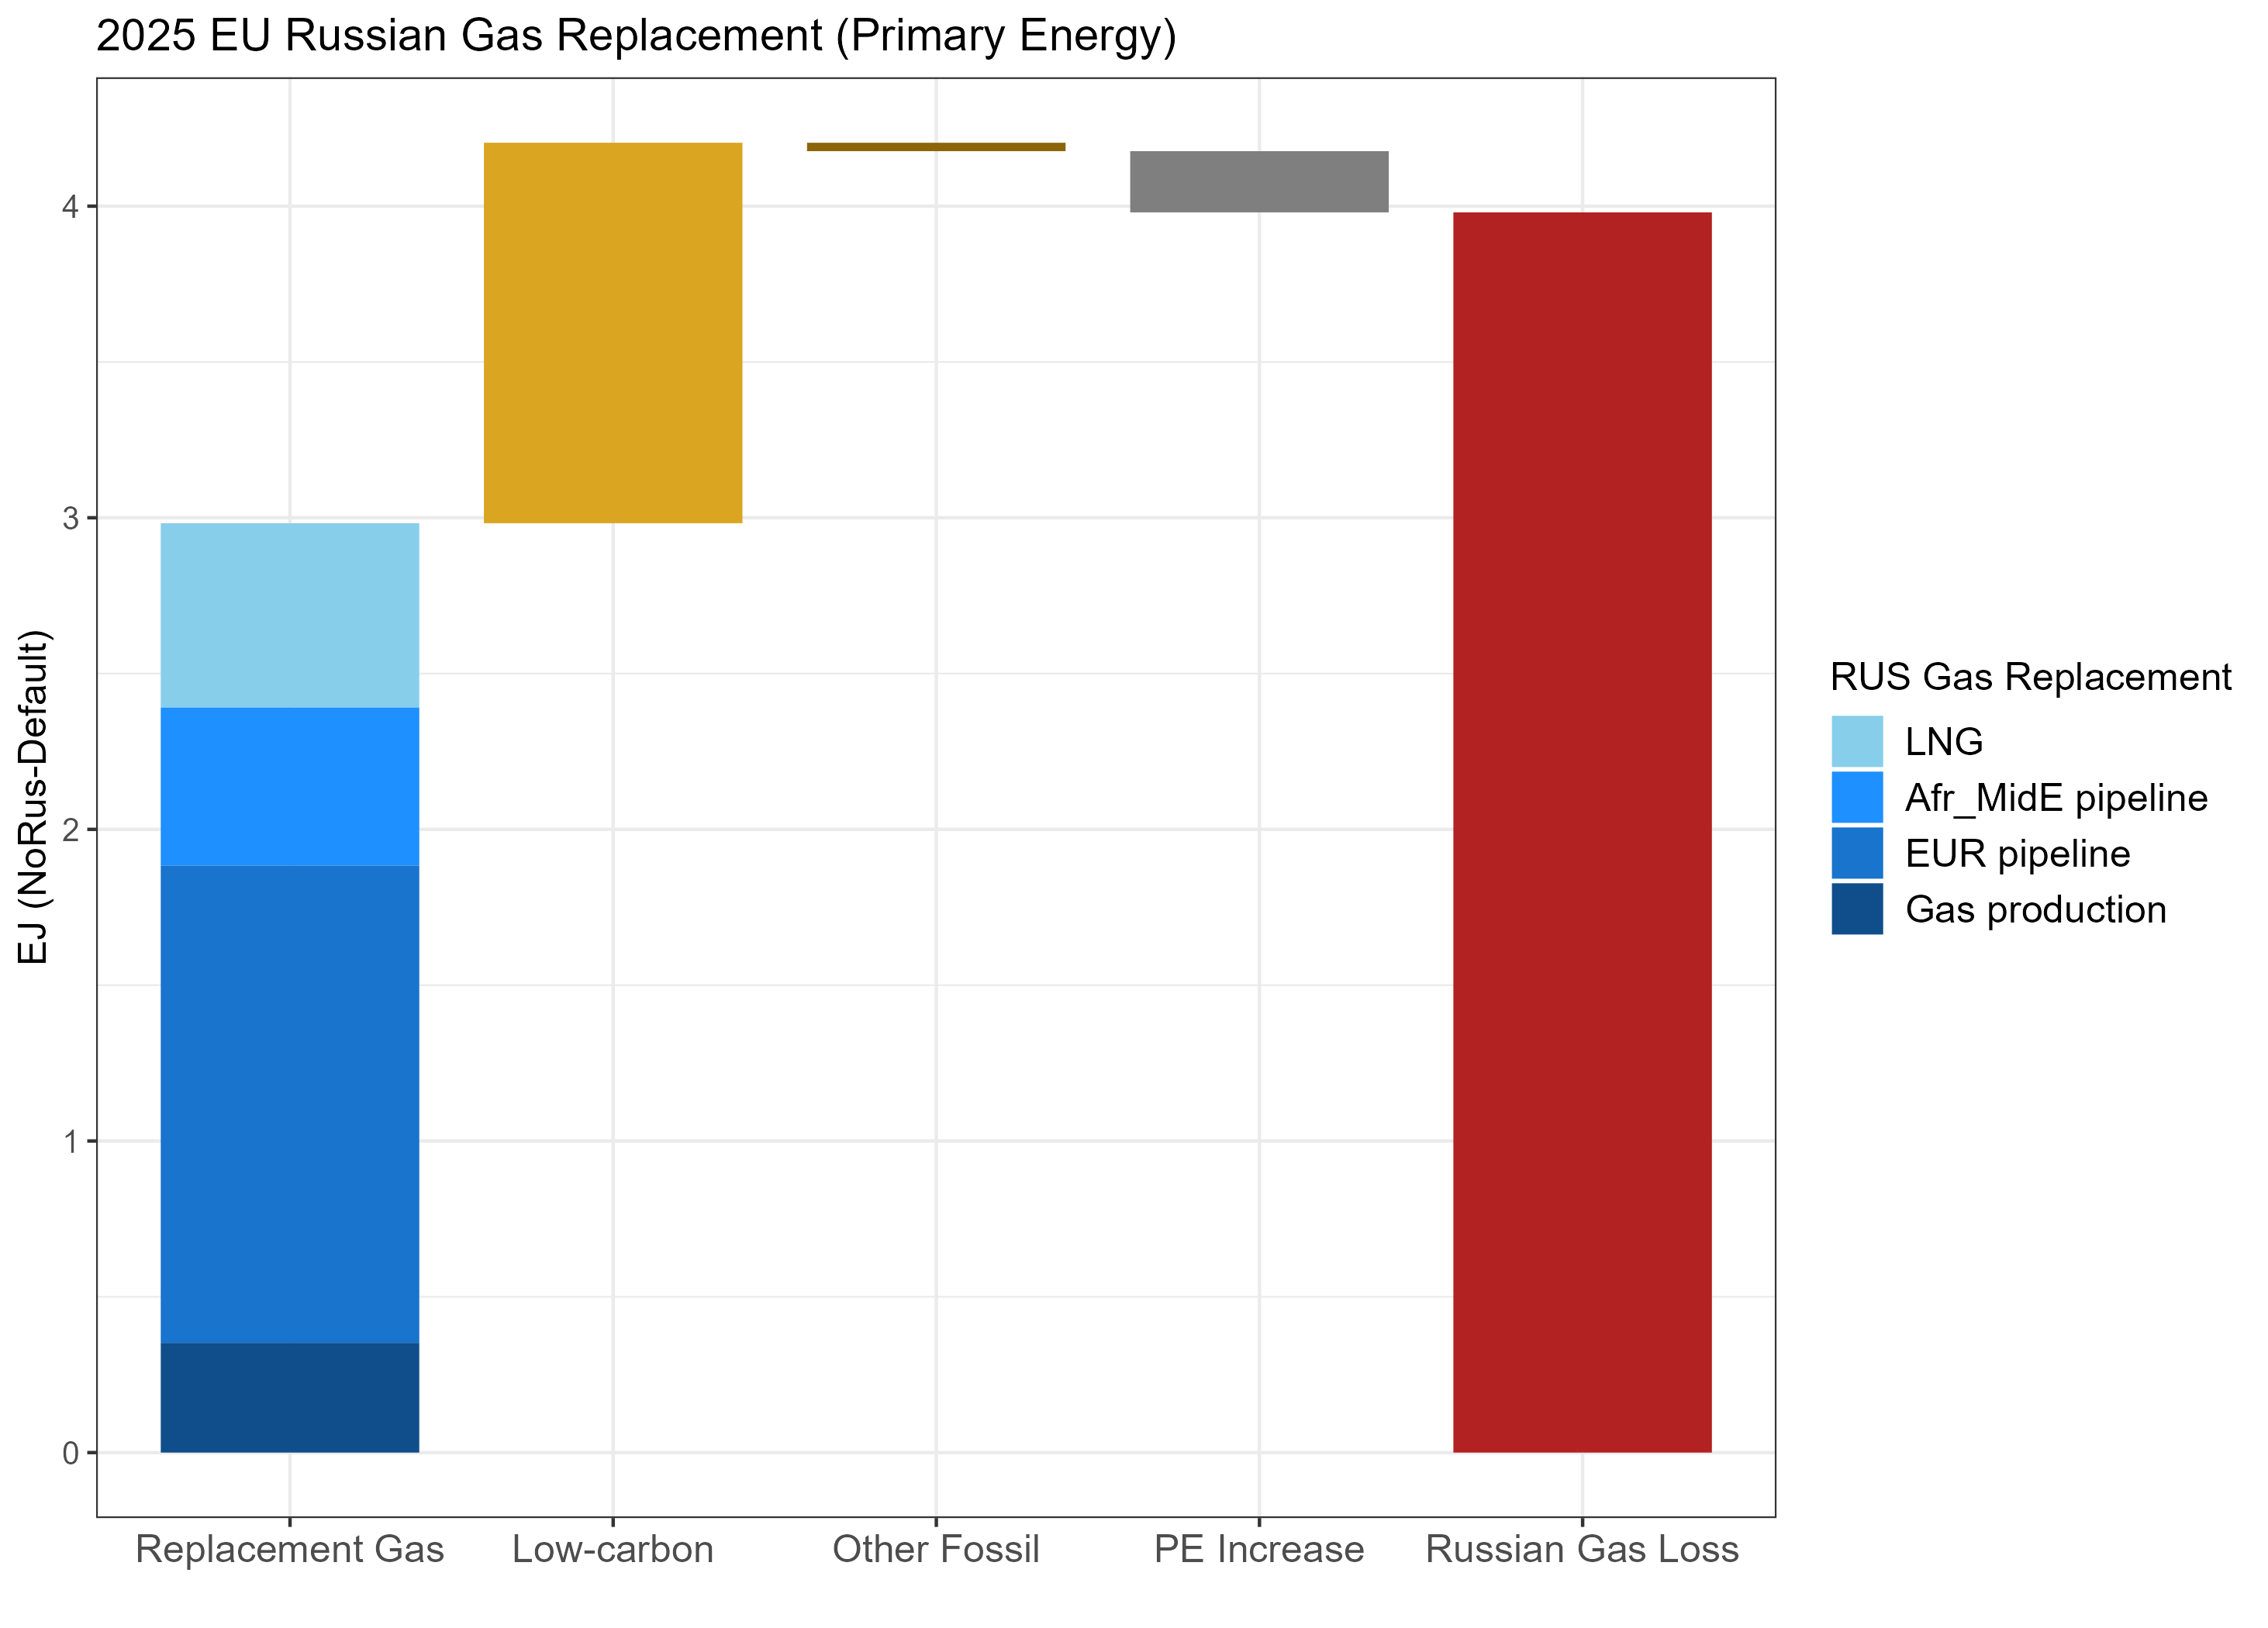 2025 EU Russian Gas Replacement (Primary Energy)
EJ (NoRus-Default)
4
3
2
1
0
Replacement Gas
Low-carbon
Other Fossil
PE Increase
Russian Gas Loss
RUS Gas Replacement
LNG
Afr_MidE pipeline
EUR pipeline
Gas production